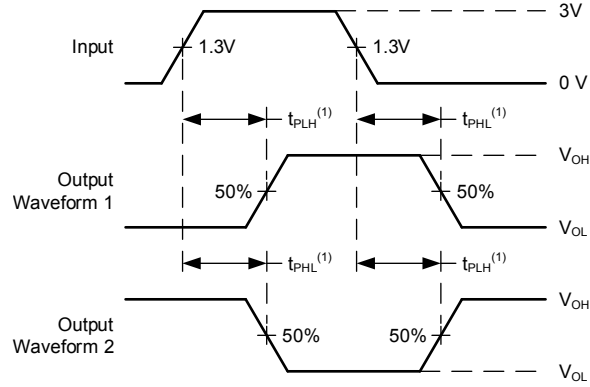 3V
Input
1.3V
1.3V
0 V
tPLH(1)
tPHL(1)
VOH
Output
Waveform 1
50%
50%
VOL
tPHL(1)
tPLH(1)
VOH
Output
Waveform 2
50%
50%
VOL